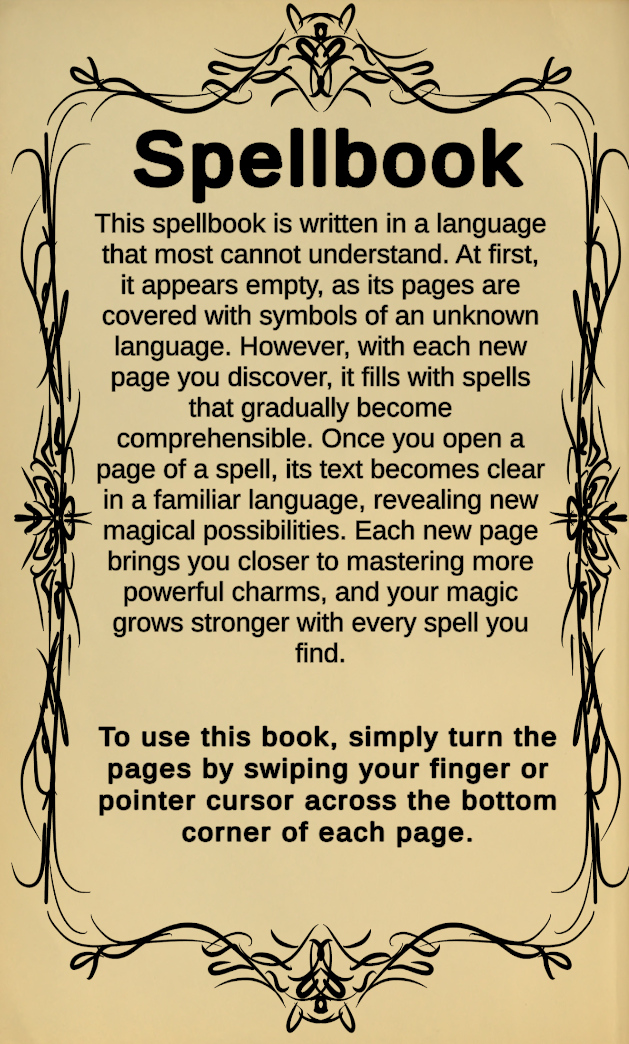 Spellbook
This spellbook is written in a language
that most cannot understand. At first,
it appears empty, as its pages are
covered with symbols of an unknown
language. However, with each new
page you discover, it fills with spells
that gradually become
comprehensible. Once you open a
page of a spell, its text becomes clear
in a familiar language, revealing new
magical possibilities. Each new page
brings you closer to mastering more
powerful charms, and your magic
grows stronger with every spell you
find.
To use this book, simply turn the
pages by swiping your finger or
pointer cursor across the bottom
corner of each page.